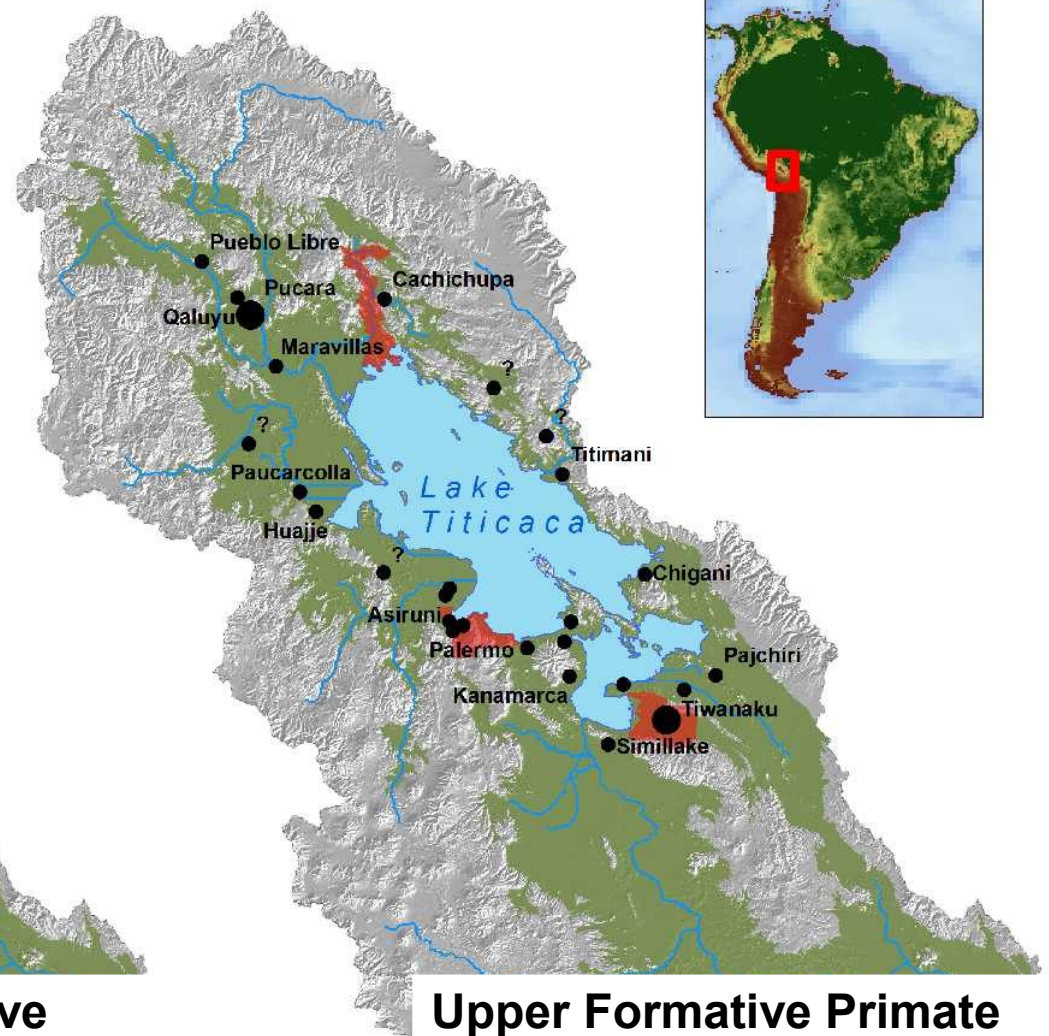 Pueblo Libre
Pucara
Cachichupa
Qaluyu
Maravillas
?
?
?
Titimani
Paucarcolla
Lake
Titicaca
Huajje
?
Chigani
Asiruni
Palermo
Pajchiri
Kanamarca
Tiwanaku
Simillake
ve
Upper Formative Primate